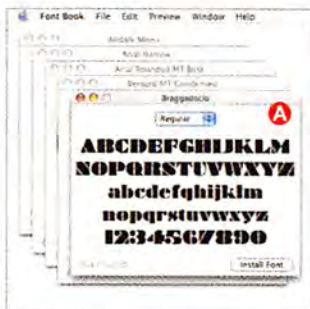 Font Book File Edit Preview Window Help
Andale Mono
Arial Narrow
Arial Rounded MT Bold
Bernard MT Condensed
Braggadocio
Regular
A
ABCDEFGHIJKLM
NOPQRSTUVWXYZ
abcdefghijklm
nopqrstuvwxyz
1234567890
Install Font